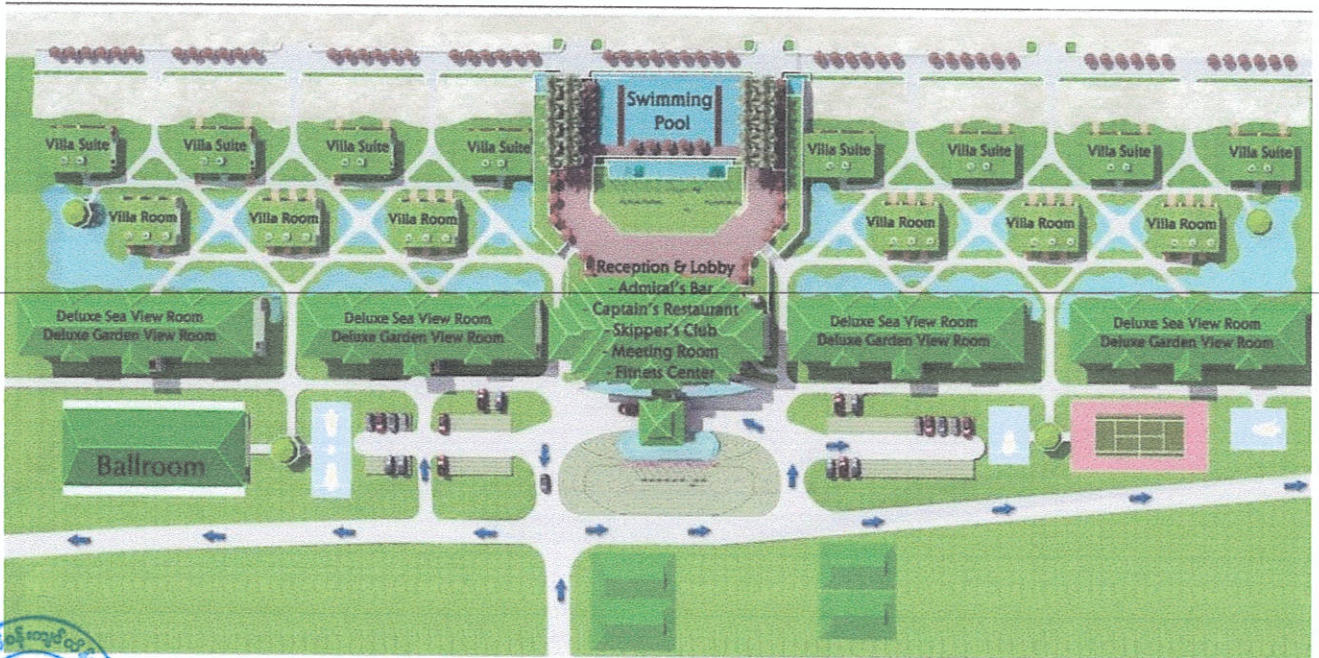 Swimming
Pool
Villa Suite
Villa Suite
Villa Suite
Villa Suite
Villa Suite
Villa Suite
Villa Suite
Villa Suite
Villa Room
Villa Room
Villa Room
Villa Room
Villa Room
Villa Room
Reception & Lobby
- Admiral's Bar
- Captain's Restaurant
- Skipper's Club
- Meeting Room
- Fitness Center
Deluxe Sea View Room
Deluxe Garden View Room
Deluxe Sea View Room
Deluxe Garden View Room
Deluxe Sea View Room
Deluxe Garden View Room
Deluxe Sea View Room
Deluxe Garden View Room
Ballroom